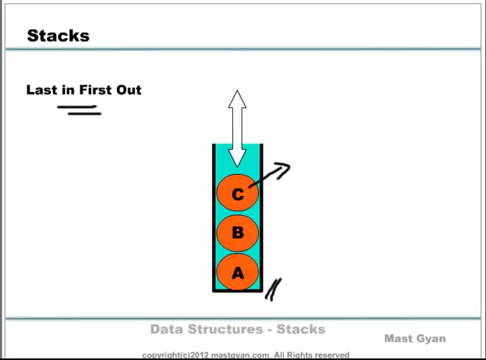 Stacks
Last in First Out
C
B
A
Data Structures - Stacks
Mast Gyan
copyright(c)2012 mastgyan.com All Rights reserved